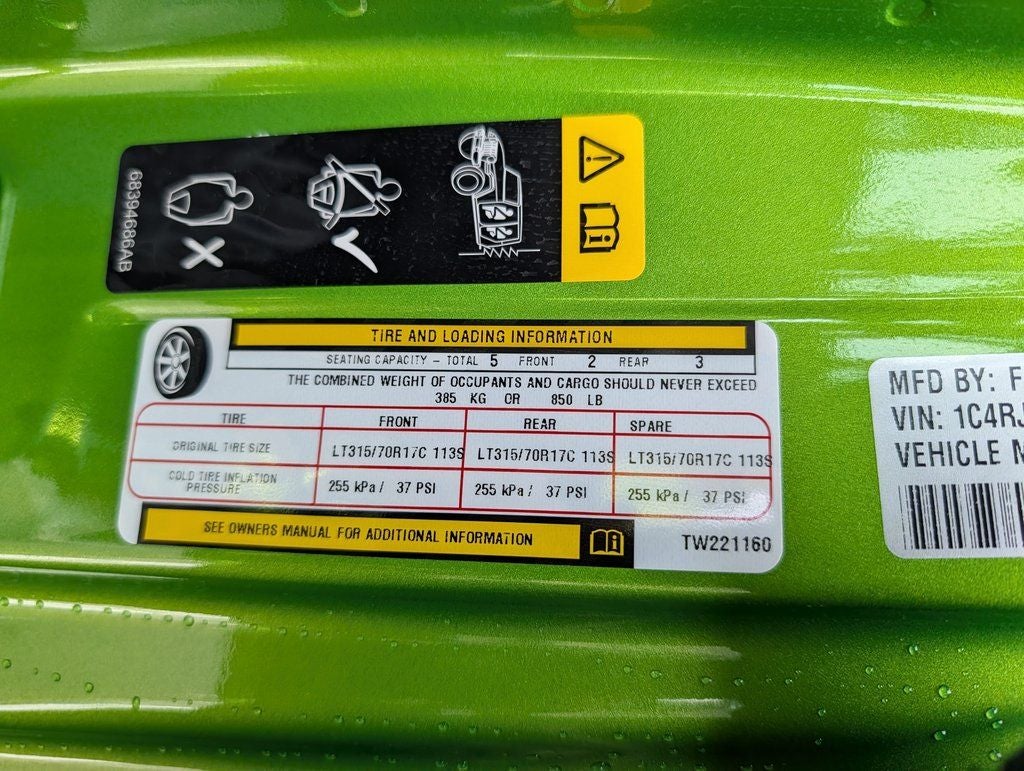 68394686AB
TIRE AND LOADING INFORMATION
SEATING CAPACITY – TOTAL 5 FRONT 2 REAR 3
THE COMBINED WEIGHT OF OCCUPANTS AND CARGO SHOULD NEVER EXCEED
385 KG OR 850 LB
TIRE FRONT REAR SPARE
ORIGINAL TIRE SIZE LT315/70R17C 113S LT315/70R17C 113S LT315/70R17C 113S
COLD TIRE INFLATION
PRESSURE 255 kPa / 37 PSI 255 kPa / 37 PSI 255 kPa / 37 PSI
SEE OWNERS MANUAL FOR ADDITIONAL INFORMATION
TW221160
MFD BY: F
VIN: 1C4RJ
VEHICLE M